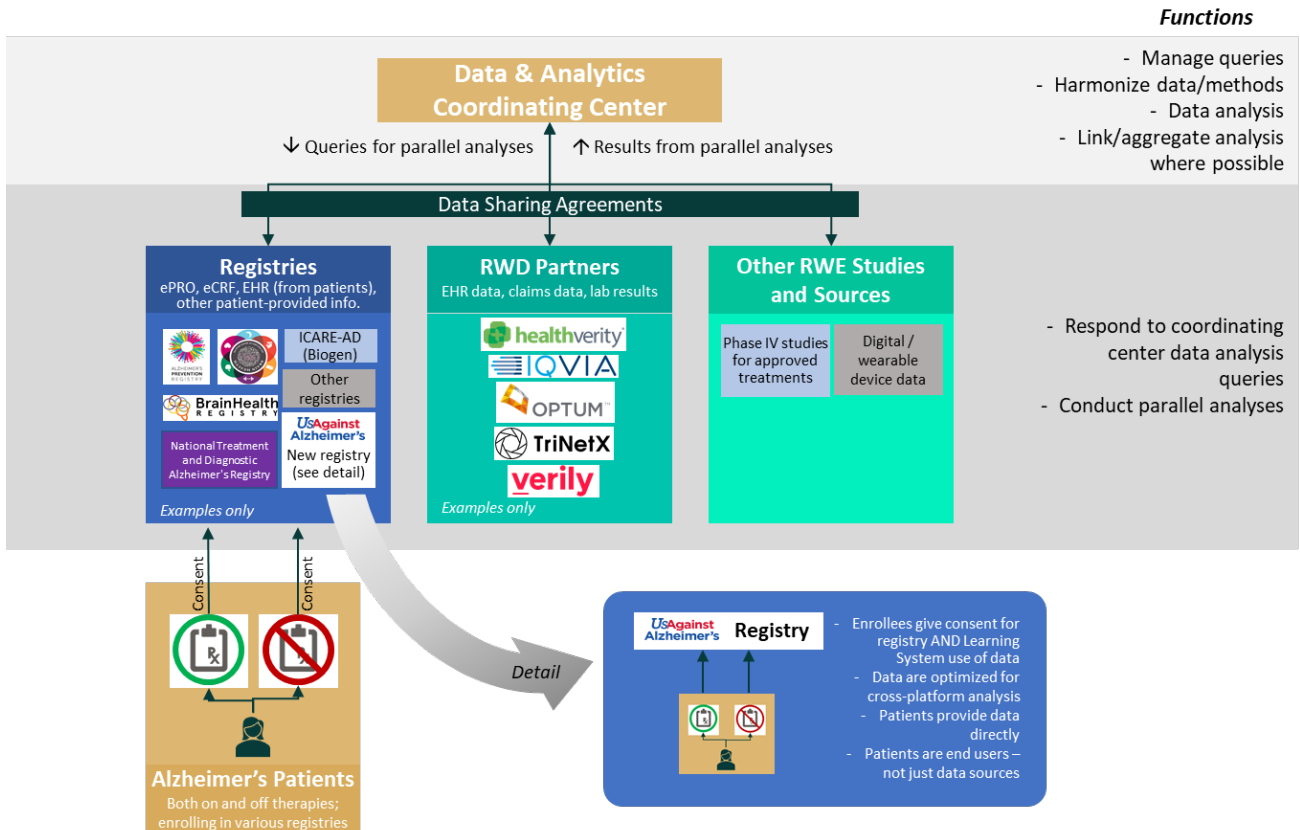 Functions
Data & Analytics
Coordinating Center
- Manage queries
- Harmonize data/methods
- Data analysis
- Link/aggregate analysis
where possible
↓ Queries for parallel analyses
↑ Results from parallel analyses
Data Sharing Agreements
Registries
ePRO, eCRF, EHR (from patients),
other patient-provided info.
ALZHEIMER'S
PREVENTION
REGISTRY
ICARE-AD
(Biogen)
Other
registries
BrainHealth
REGISTRY
UsAgainst
Alzheimer's
New registry
(see detail)
National Treatment
and Diagnostic
Alzheimer's Registry
Examples only
RWD Partners
EHR data, claims data, lab results
healthverity
IQVIA
OPTUM™
TriNetX
verily
Examples only
Other RWE Studies
and Sources
Phase IV studies
for approved
treatments
Digital /
wearable
device data
- Respond to coordinating
center data analysis
queries
- Conduct parallel analyses
Consent
Consent
Rx
Rx
Alzheimer's Patients
Both on and off therapies;
enrolling in various registries
Detail
UsAgainst
Alzheimer's
Registry
- Enrollees give consent for
registry AND Learning
System use of data
- Data are optimized for
cross-platform analysis
- Patients provide data
directly
- Patients are end users –
not just data sources